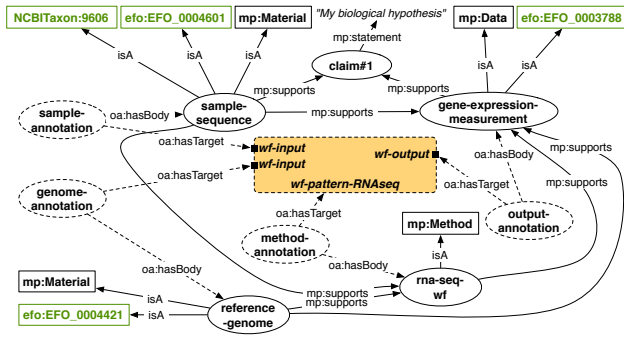 NCBITaxon:9606
efo:EFO_0004601
mp:Material
"My biological hypothesis"
mp:Data
efo:EFO_0003788
mp:statement
isA
isA
isA
isA
isA
claim#1
mp:supports
mp:supports
sample-
annotation
oa:hasBody
sample-
sequence
mp:supports
gene-expression-
measurement
oa:hasTarget
wf-input
wf-input
wf-output
wf-pattern-RNAseq
oa:hasBody
mp:supports
mp:supports
oa:hasTarget
oa:hasTarget
genome-
annotation
oa:hasTarget
output-
annotation
mp:Method
method-
annotation
oa:hasBody
oa:hasBody
isA
mp:Material
isA
rna-seq-
wf
mp:supports
mp:supports
efo:EFO_0004421
isA
reference
-genome